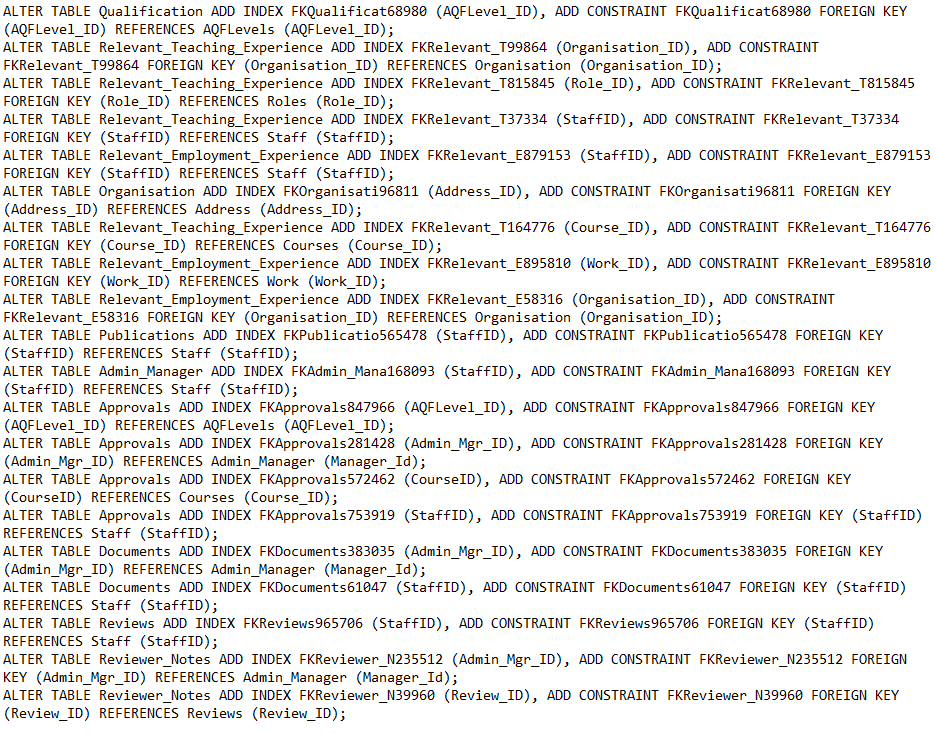 ALTER TABLE Qualification ADD INDEX FKQualificat68980 (AQFLevel_ID), ADD CONSTRAINT FKQualificat68980 FOREIGN KEY
(AQFLevel_ID) REFERENCES AQFLevels (AQFLevel_ID);
ALTER TABLE Relevant_Teaching_Experience ADD INDEX FKRelevant_T99864 (Organisation_ID), ADD CONSTRAINT
FKRelevant_T99864 FOREIGN KEY (Organisation_ID) REFERENCES Organisation (Organisation_ID);
ALTER TABLE Relevant_Teaching_Experience ADD INDEX FKRelevant_T815845 (Role_ID), ADD CONSTRAINT FKRelevant_T815845
FOREIGN KEY (Role_ID) REFERENCES Roles (Role_ID);
ALTER TABLE Relevant_Teaching_Experience ADD INDEX FKRelevant_T37334 (StaffID), ADD CONSTRAINT FKRelevant_T37334
FOREIGN KEY (StaffID) REFERENCES Staff (StaffID);
ALTER TABLE Relevant_Employment_Experience ADD INDEX FKRelevant_E879153 (StaffID), ADD CONSTRAINT FKRelevant_E879153
FOREIGN KEY (StaffID) REFERENCES Staff (StaffID);
ALTER TABLE Organisation ADD INDEX FKOrganisati96811 (Address_ID), ADD CONSTRAINT FKOrganisati96811 FOREIGN KEY
(Address_ID) REFERENCES Address (Address_ID);
ALTER TABLE Relevant_Teaching_Experience ADD INDEX FKRelevant_T164776 (Course_ID), ADD CONSTRAINT FKRelevant_T164776
FOREIGN KEY (Course_ID) REFERENCES Courses (Course_ID);
ALTER TABLE Relevant_Employment_Experience ADD INDEX FKRelevant_E895810 (Work_ID), ADD CONSTRAINT FKRelevant_E895810
FOREIGN KEY (Work_ID) REFERENCES Work (Work_ID);
ALTER TABLE Relevant_Employment_Experience ADD INDEX FKRelevant_E58316 (Organisation_ID), ADD CONSTRAINT
FKRelevant_E58316 FOREIGN KEY (Organisation_ID) REFERENCES Organisation (Organisation_ID);
ALTER TABLE Publications ADD INDEX FKPublicatio565478 (StaffID), ADD CONSTRAINT FKPublicatio565478 FOREIGN KEY
(StaffID) REFERENCES Staff (StaffID);
ALTER TABLE Admin_Manager ADD INDEX FKAdmin_Mana168093 (StaffID), ADD CONSTRAINT FKAdmin_Mana168093 FOREIGN KEY
(StaffID) REFERENCES Staff (StaffID);
ALTER TABLE Approvals ADD INDEX FKApprovals847966 (AQFLevel_ID), ADD CONSTRAINT FKApprovals847966 FOREIGN KEY
(AQFLevel_ID) REFERENCES AQFLevels (AQFLevel_ID);
ALTER TABLE Approvals ADD INDEX FKApprovals281428 (Admin_Mgr_ID), ADD CONSTRAINT FKApprovals281428 FOREIGN KEY
(Admin_Mgr_ID) REFERENCES Admin_Manager (Manager_Id);
ALTER TABLE Approvals ADD INDEX FKApprovals572462 (CourseID), ADD CONSTRAINT FKApprovals572462 FOREIGN KEY
(CourseID) REFERENCES Courses (Course_ID);
ALTER TABLE Approvals ADD INDEX FKApprovals753919 (StaffID), ADD CONSTRAINT FKApprovals753919 FOREIGN KEY (StaffID)
REFERENCES Staff (StaffID);
ALTER TABLE Documents ADD INDEX FKDocuments383035 (Admin_Mgr_ID), ADD CONSTRAINT FKDocuments383035 FOREIGN KEY
(Admin_Mgr_ID) REFERENCES Admin_Manager (Manager_Id);
ALTER TABLE Documents ADD INDEX FKDocuments61047 (StaffID), ADD CONSTRAINT FKDocuments61047 FOREIGN KEY (StaffID)
REFERENCES Staff (StaffID);
ALTER TABLE Reviews ADD INDEX FKReviews965706 (StaffID), ADD CONSTRAINT FKReviews965706 FOREIGN KEY (StaffID)
REFERENCES Staff (StaffID);
ALTER TABLE Reviewer_Notes ADD INDEX FKReviewer_N235512 (Admin_Mgr_ID), ADD CONSTRAINT FKReviewer_N235512 FOREIGN
KEY (Admin_Mgr_ID) REFERENCES Admin_Manager (Manager_Id);
ALTER TABLE Reviewer_Notes ADD INDEX FKReviewer_N39960 (Review_ID), ADD CONSTRAINT FKReviewer_N39960 FOREIGN KEY
(Review_ID) REFERENCES Reviews (Review_ID);